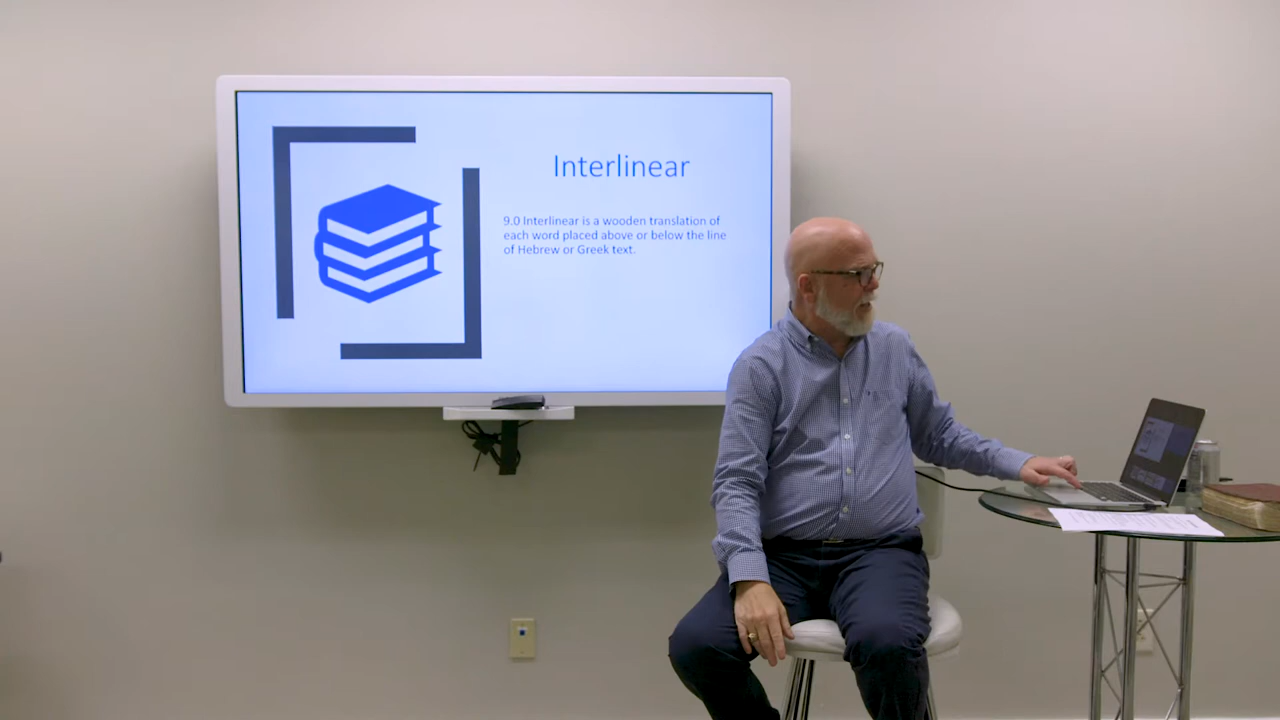 Interlinear
9.0 Interlinear is a wooden translation of
each word placed above or below the line
of Hebrew or Greek text.